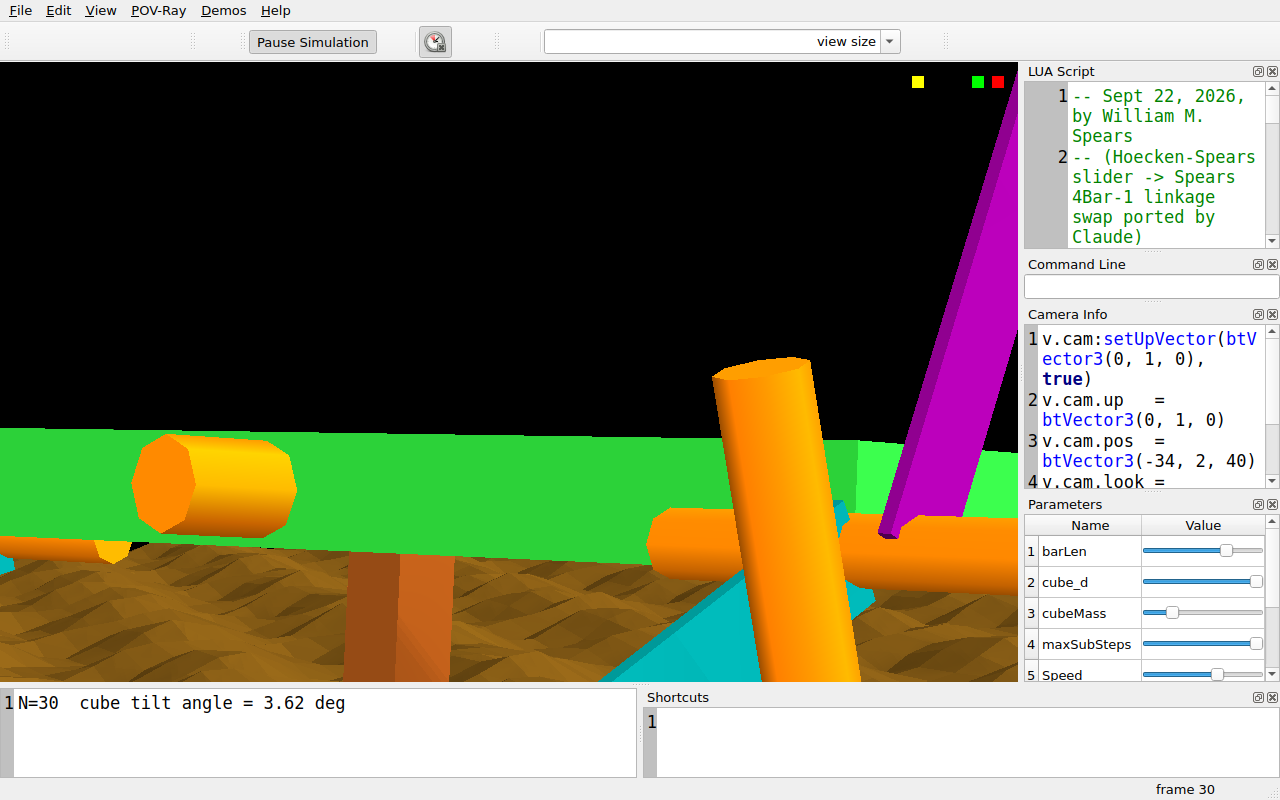 File Edit View POV-Ray Demos Help
Pause Simulation
view size
LUA Script
1 -- Sept 22, 2026,
by William M.
Spears
2 -- (Hoecken-Spears
slider -> Spears
4Bar-1 linkage
swap ported by
Claude)
Command Line
Camera Info
1 v.cam:setUpVector(btV
ector3(0, 1, 0),
true)
2 v.cam.up   =
btVector3(0, 1, 0)
3 v.cam.pos  =
btVector3(-34, 2, 40)
4 v.cam.look =
Parameters
Name Value
1 barLen
2 cube_d
3 cubeMass
4 maxSubSteps
5 Speed
1 N=30  cube tilt angle = 3.62 deg
Shortcuts
1
frame 30